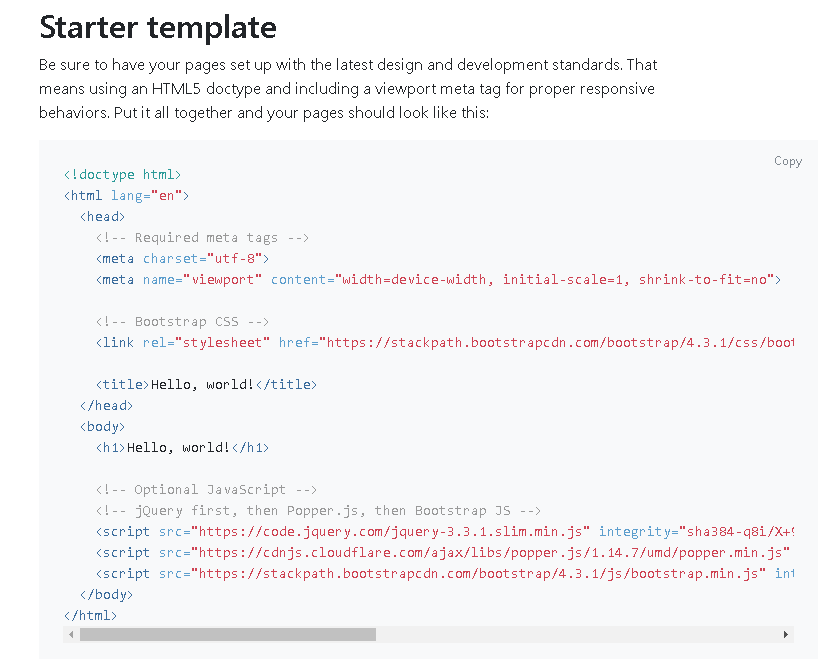 Starter template
Be sure to have your pages set up with the latest design and development standards. That
means using an HTML5 doctype and including a viewport meta tag for proper responsive
behaviors. Put it all together and your pages should look like this:
Copy
<!doctype html>
<html lang="en">
  <head>
    <!-- Required meta tags -->
    <meta charset="utf-8">
    <meta name="viewport" content="width=device-width, initial-scale=1, shrink-to-fit=no">

    <!-- Bootstrap CSS -->
    <link rel="stylesheet" href="https://stackpath.bootstrapcdn.com/bootstrap/4.3.1/css/boot

    <title>Hello, world!</title>
  </head>
  <body>
    <h1>Hello, world!</h1>

    <!-- Optional JavaScript -->
    <!-- jQuery first, then Popper.js, then Bootstrap JS -->
    <script src="https://code.jquery.com/jquery-3.3.1.slim.min.js" integrity="sha384-q8i/X+
    <script src="https://cdnjs.cloudflare.com/ajax/libs/popper.js/1.14.7/umd/popper.min.js"
    <script src="https://stackpath.bootstrapcdn.com/bootstrap/4.3.1/js/bootstrap.min.js" int
  </body>
</html>